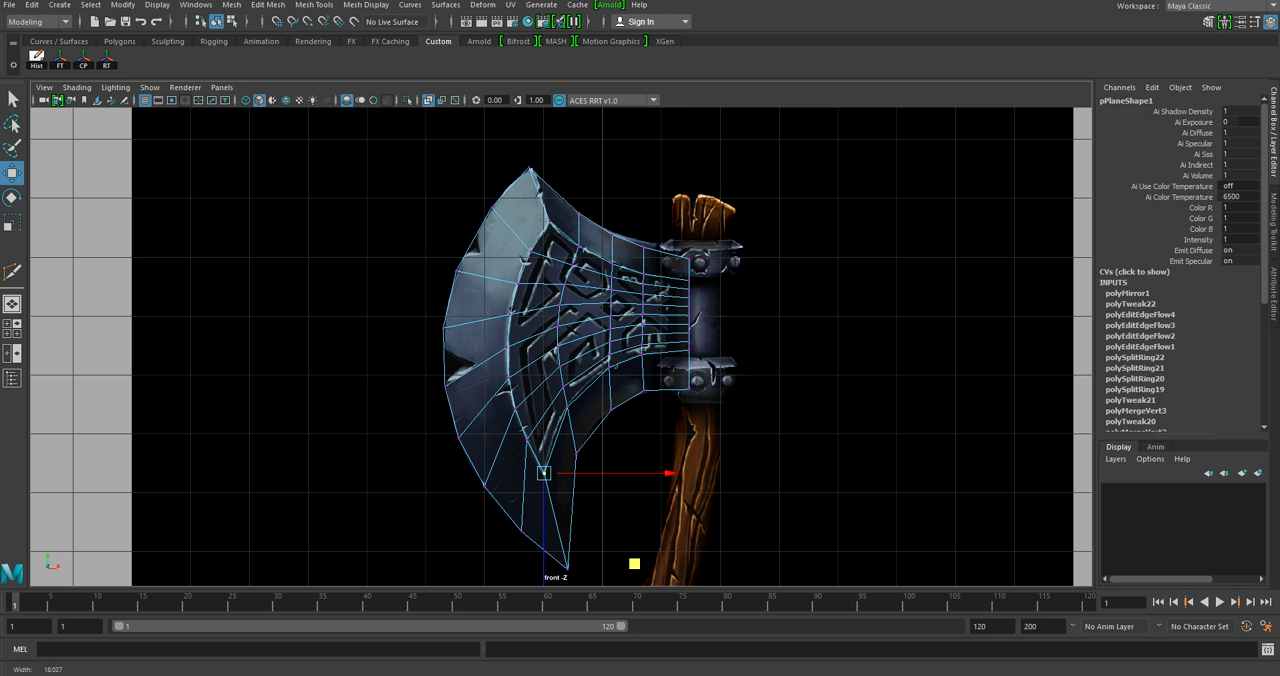 File Edit Create Select Modify Display Windows Mesh Edit Mesh Mesh Tools Mesh Display Curves Surfaces Deform UV Generate Cache [Arnold] Help
Workspace : Maya Classic
Modeling No Live Surface Sign In
Curves / Surfaces Polygons Sculpting Rigging Animation Rendering FX FX Caching Custom Arnold Bifrost MASH Motion Graphics XGen
Hist FT CP RT
View Shading Lighting Show Renderer Panels
0.00 1.00 ACES RRT v1.0
front -Z
Channels Edit Object Show
pPlaneShape1
Ai Shadow Density 1
Ai Exposure 0
Ai Diffuse 1
Ai Specular 1
Ai Sss 1
Ai Indirect 1
Ai Volume 1
Ai Use Color Temperature off
Ai Color Temperature 6500
Color R 1
Color G 1
Color B 1
Intensity 1
Emit Diffuse on
Emit Specular on
CVs (click to show)
INPUTS
polyMirror1
polyTweak22
polyEditEdgeFlow4
polyEditEdgeFlow3
polyEditEdgeFlow2
polyEditEdgeFlow1
polySplitRing22
polySplitRing21
polySplitRing20
polySplitRing19
polyTweak21
polyMergeVert3
polyTweak20
Display Anim
Layers Options Help
Channel Box / Layer Editor
Modeling Toolkit
Attribute Editor
1 5 10 15 20 25 30 35 40 45 50 55 60 65 70 75 80 85 90 95 100 105 110 115 120 1
1 1 1 120 120 200 No Anim Layer No Character Set
MEL
Width: 18.027